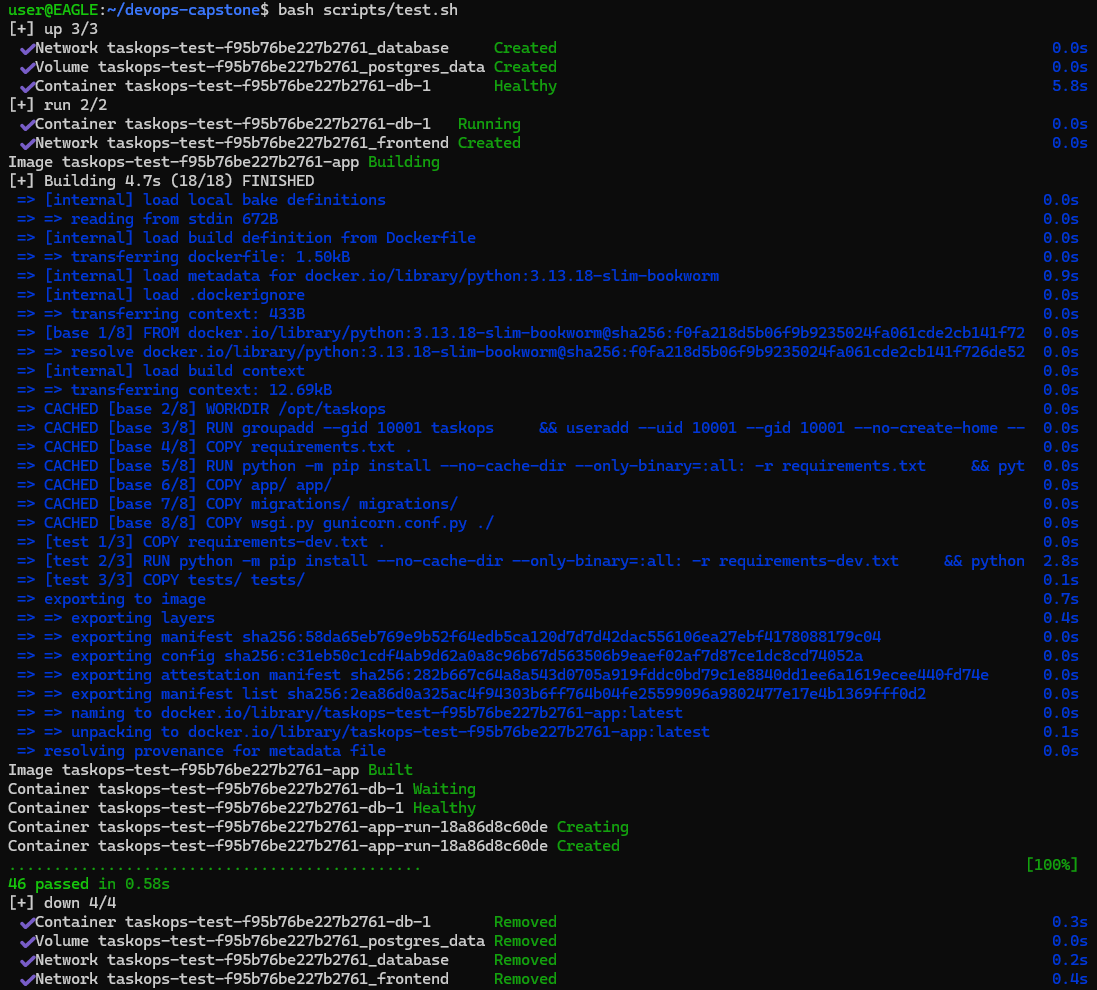 user@EAGLE:~/devops-capstone$ bash scripts/test.sh
[+] up 3/3
✔Network taskops-test-f95b76be227b2761_database Created 0.0s
✔Volume taskops-test-f95b76be227b2761_postgres_data Created 0.0s
✔Container taskops-test-f95b76be227b2761-db-1 Healthy 5.8s
[+] run 2/2
✔Container taskops-test-f95b76be227b2761-db-1 Running 0.0s
✔Network taskops-test-f95b76be227b2761_frontend Created 0.0s
Image taskops-test-f95b76be227b2761-app Building
[+] Building 4.7s (18/18) FINISHED
=> [internal] load local bake definitions 0.0s
=> => reading from stdin 672B 0.0s
=> [internal] load build definition from Dockerfile 0.0s
=> => transferring dockerfile: 1.50kB 0.0s
=> [internal] load metadata for docker.io/library/python:3.13.18-slim-bookworm 0.9s
=> [internal] load .dockerignore 0.0s
=> => transferring context: 433B 0.0s
=> [base 1/8] FROM docker.io/library/python:3.13.18-slim-bookworm@sha256:f0fa218d5b06f9b9235024fa061cde2cb141f72 0.0s
=> => resolve docker.io/library/python:3.13.18-slim-bookworm@sha256:f0fa218d5b06f9b9235024fa061cde2cb141f726de52 0.0s
=> [internal] load build context 0.0s
=> => transferring context: 12.69kB 0.0s
=> CACHED [base 2/8] WORKDIR /opt/taskops 0.0s
=> CACHED [base 3/8] RUN groupadd --gid 10001 taskops && useradd --uid 10001 --gid 10001 --no-create-home -- 0.0s
=> CACHED [base 4/8] COPY requirements.txt . 0.0s
=> CACHED [base 5/8] RUN python -m pip install --no-cache-dir --only-binary=:all: -r requirements.txt && pyt 0.0s
=> CACHED [base 6/8] COPY app/ app/ 0.0s
=> CACHED [base 7/8] COPY migrations/ migrations/ 0.0s
=> CACHED [base 8/8] COPY wsgi.py gunicorn.conf.py ./ 0.0s
=> [test 1/3] COPY requirements-dev.txt . 0.0s
=> [test 2/3] RUN python -m pip install --no-cache-dir --only-binary=:all: -r requirements-dev.txt && python 2.8s
=> [test 3/3] COPY tests/ tests/ 0.1s
=> exporting to image 0.7s
=> => exporting layers 0.4s
=> => exporting manifest sha256:58da65eb769e9b52f64edb5ca120d7d7d42dac556106ea27ebf4178088179c04 0.0s
=> => exporting config sha256:c31eb50c1cdf4ab9d62a0a8c96b67d563506b9eaef02af7d87ce1dc8cd74052a 0.0s
=> => exporting attestation manifest sha256:282b667c64a8a543d0705a919fddc0bd79c1e8840dd1ee6a1619ecee440fd74e 0.0s
=> => exporting manifest list sha256:2ea86d0a325ac4f94303b6ff764b04fe25599096a9802477e17e4b1369fff0d2 0.0s
=> => naming to docker.io/library/taskops-test-f95b76be227b2761-app:latest 0.0s
=> => unpacking to docker.io/library/taskops-test-f95b76be227b2761-app:latest 0.1s
=> resolving provenance for metadata file 0.0s
Image taskops-test-f95b76be227b2761-app Built
Container taskops-test-f95b76be227b2761-db-1 Waiting
Container taskops-test-f95b76be227b2761-db-1 Healthy
Container taskops-test-f95b76be227b2761-app-run-18a86d8c60de Creating
Container taskops-test-f95b76be227b2761-app-run-18a86d8c60de Created
.............................................. [100%]
46 passed in 0.58s
[+] down 4/4
✔Container taskops-test-f95b76be227b2761-db-1 Removed 0.3s
✔Volume taskops-test-f95b76be227b2761_postgres_data Removed 0.0s
✔Network taskops-test-f95b76be227b2761_database Removed 0.2s
✔Network taskops-test-f95b76be227b2761_frontend Removed 0.4s